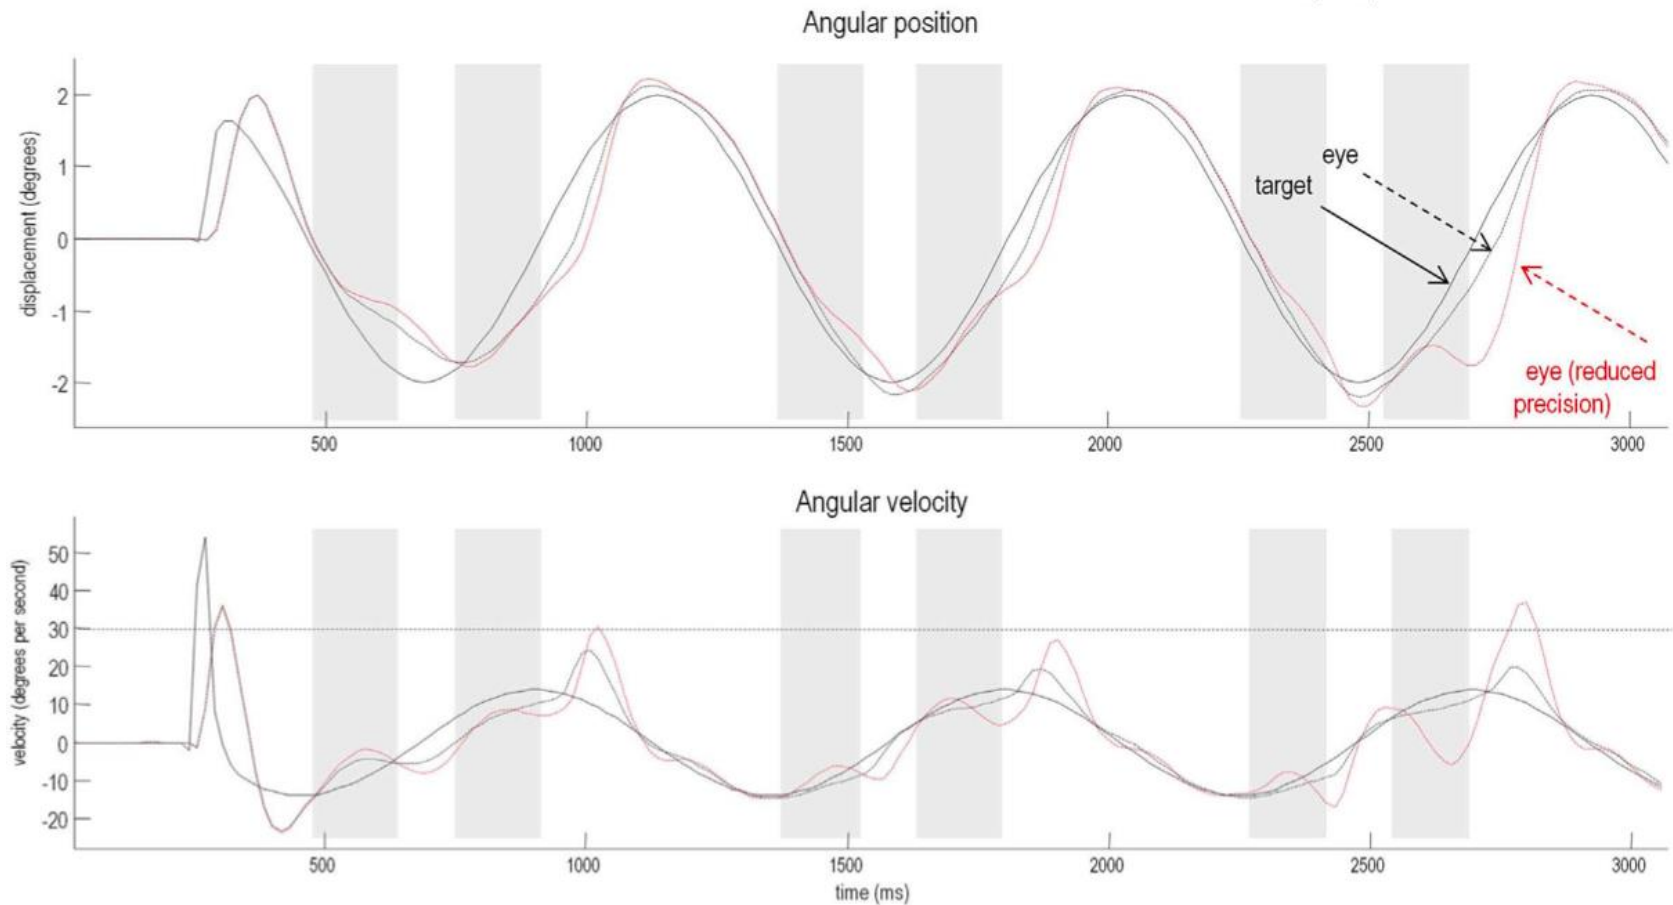 Angular position
displacement (degrees)
2
1
0
-1
-2
eye
target
eye (reduced
precision)
500
1000
1500
2000
2500
3000
Angular velocity
velocity (degrees per second)
50
40
30
20
10
0
-10
-20
500
1000
1500
2000
2500
3000
time (ms)